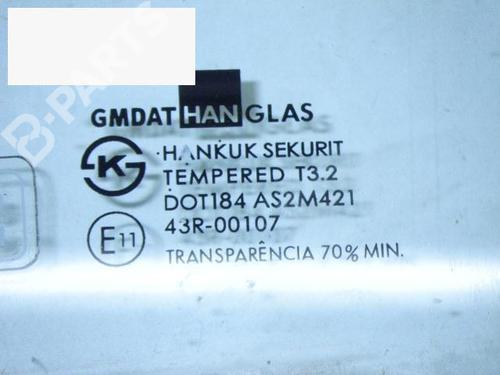 B-PARTS
GMDAT HAN GLAS
HANKUK SEKURIT
TEMPERED T3.2
DOT184 AS2M421
43R-00107
E11
TRANSPARÊNCIA 70% MIN.